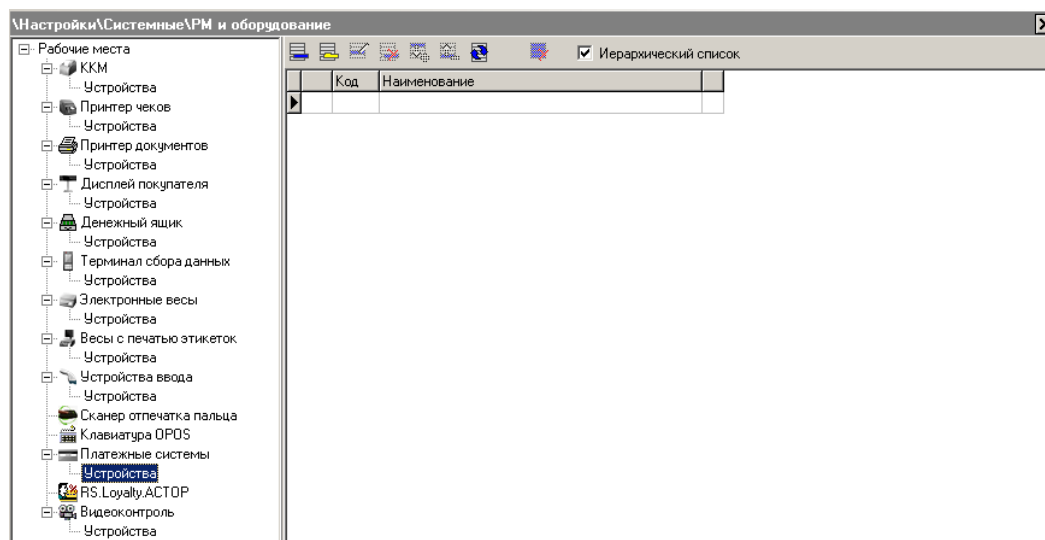 \Настройки\Системные\РМ и оборудование
Рабочие места
ККМ
Устройства
Принтер чеков
Устройства
Принтер документов
Устройства
Дисплей покупателя
Устройства
Денежный ящик
Устройства
Терминал сбора данных
Устройства
Электронные весы
Устройства
Весы с печатью этикеток
Устройства
Устройства ввода
Устройства
Сканер отпечатка пальца
Клавиатура OPOS
Платежные системы
Устройства
RS.Loyalty.АСТОР
Видеоконтроль
Устройства
Иерархический список
Код Наименование